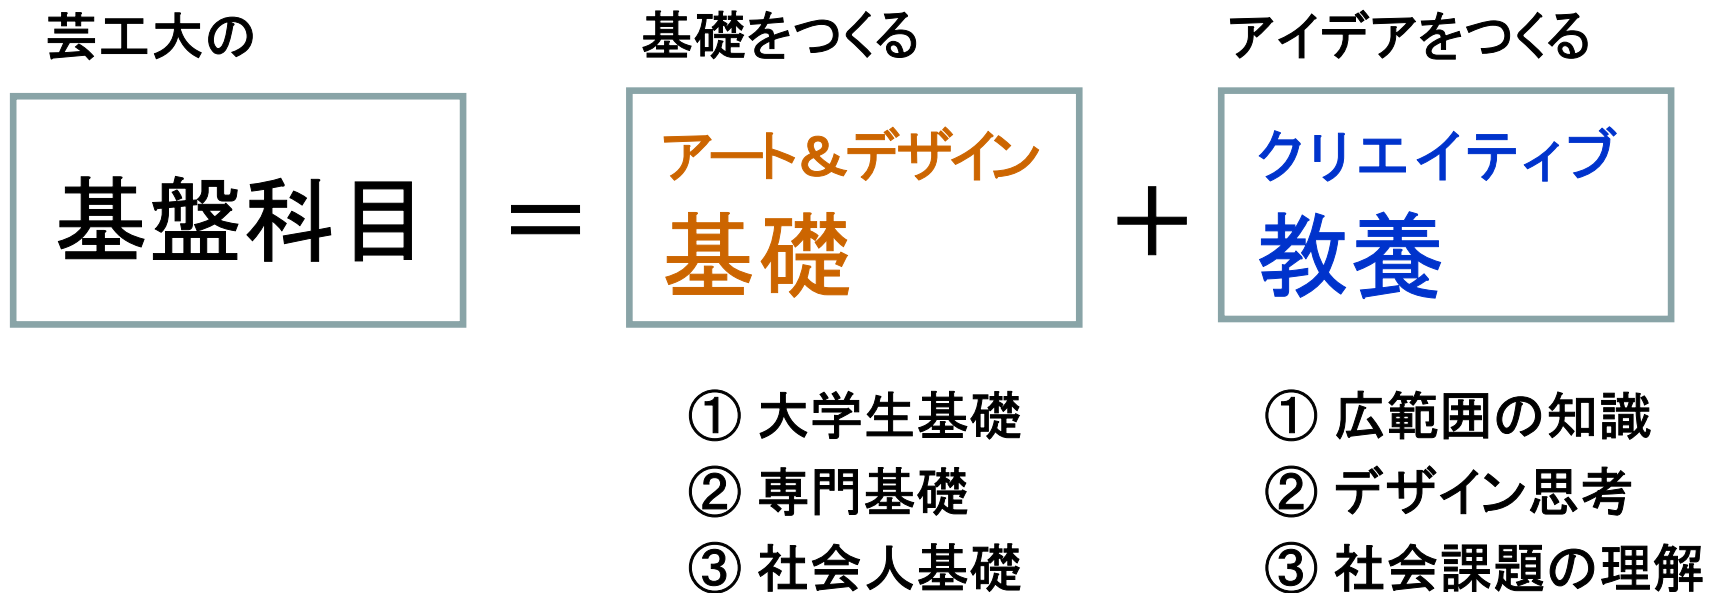 芸工大の
基盤科目
＝
基礎をつくる
アート&デザイン
基礎
① 大学生基礎
② 専門基礎
③ 社会人基礎
＋
アイデアをつくる
クリエイティブ
教養
① 広範囲の知識
② デザイン思考
③ 社会課題の理解